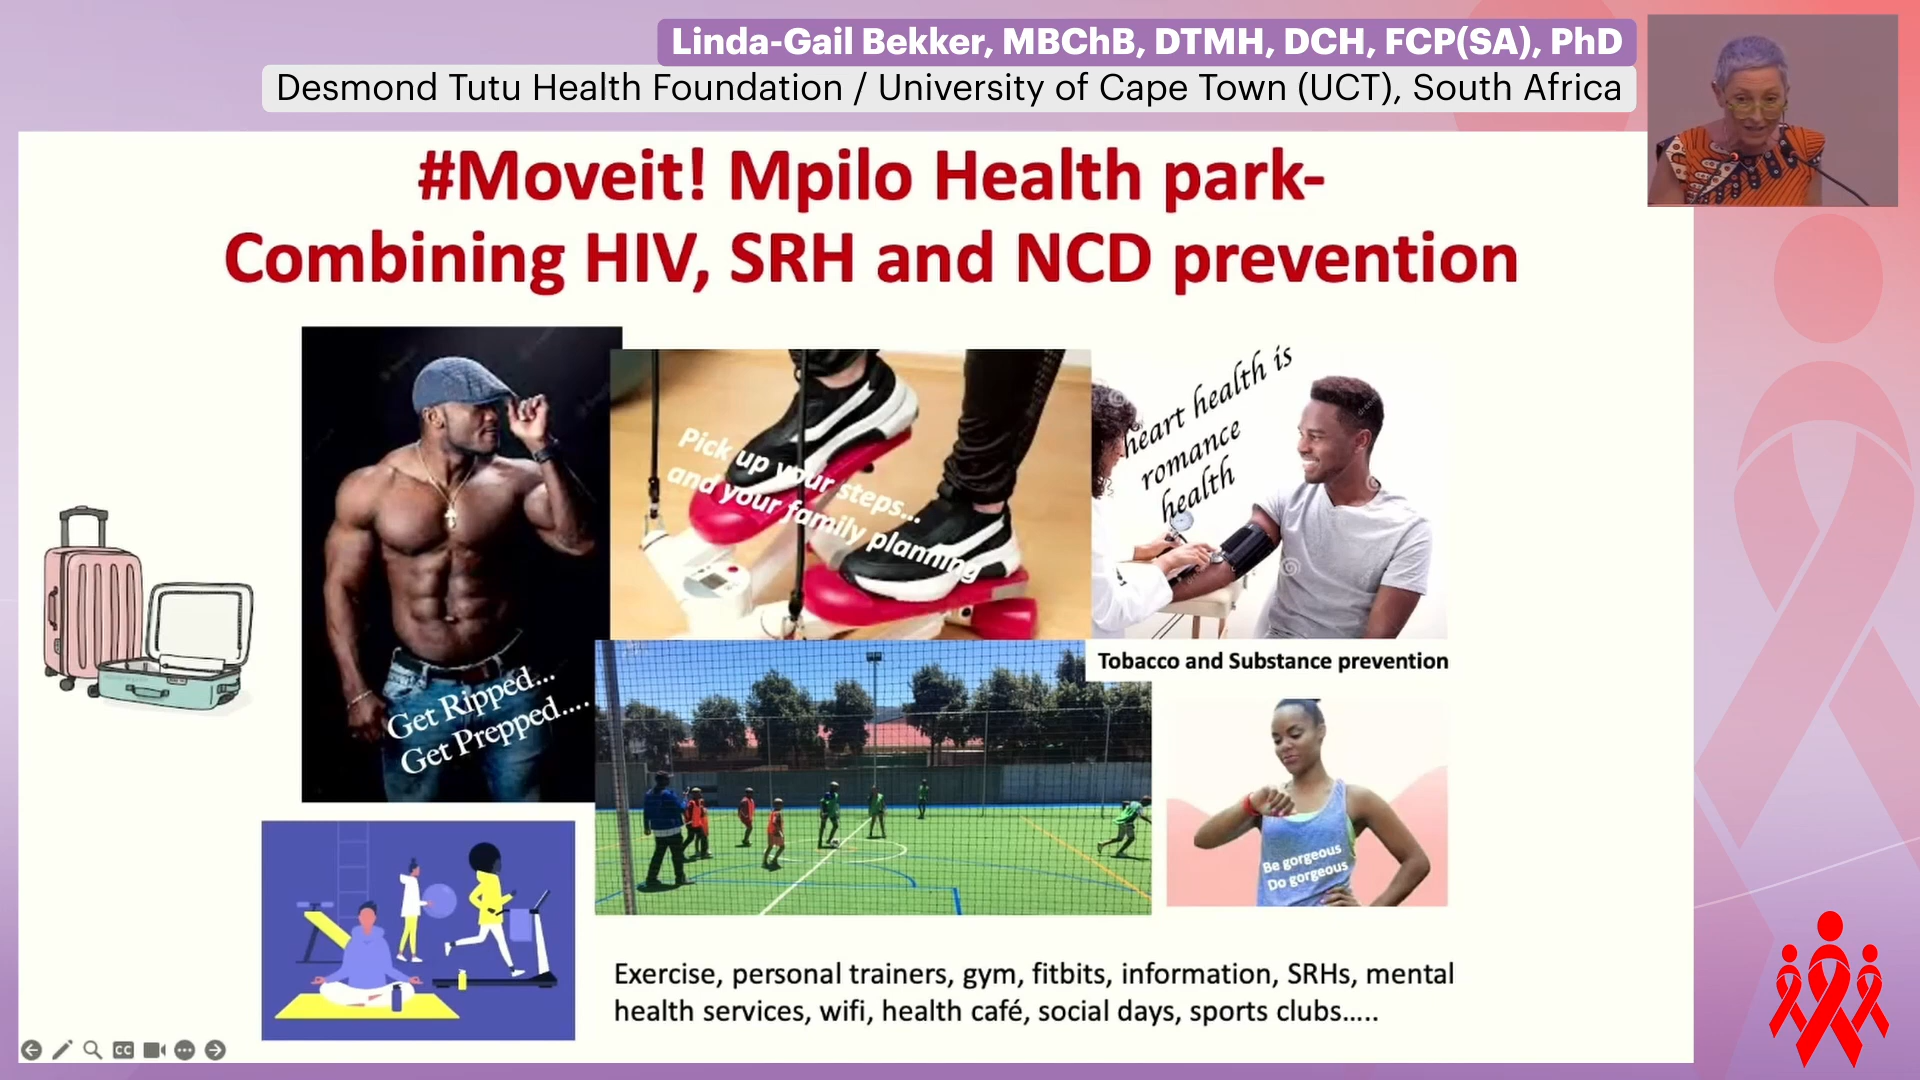 Linda-Gail Bekker, MBChB, DTMH, DCH, FCP(SA), PhD
Desmond Tutu Health Foundation / University of Cape Town (UCT), South Africa
#Moveit! Mpilo Health park-
Combining HIV, SRH and NCD prevention
Get Ripped...
Get Prepped....
Pick up your steps...
and your family planning
heart health is
romance
health
Tobacco and Substance prevention
Be gorgeous
Do gorgeous
Exercise, personal trainers, gym, fitbits, information, SRHs, mental
health services, wifi, health café, social days, sports clubs.....
CC